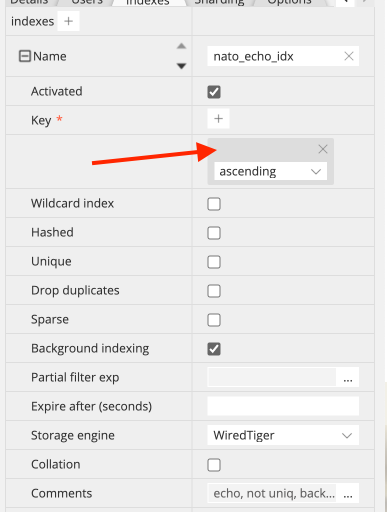 Details Users Indexes Sharding Options
indexes +
Name nato_echo_idx
Activated
Key * +
ascending
Wildcard index
Hashed
Unique
Drop duplicates
Sparse
Background indexing
Partial filter exp ...
Expire after (seconds)
Storage engine WiredTiger
Collation
Comments echo, not uniq, back... ...